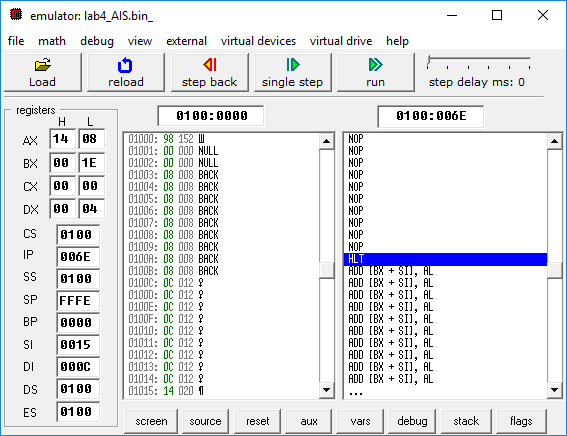 emulator: lab4_AIS.bin_
file math debug view external virtual devices virtual drive help
Load reload step back single step run step delay ms: 0
registers
H L
0100:0000 0100:006E
AX 14 08
BX 00 1E
CX 00 00
DX 00 04
CS 0100
IP 006E
SS 0100
SP FFFE
BP 0000
SI 0015
DI 000C
DS 0100
ES 0100
01000: 98 152 Ш
01001: 00 000 NULL
01002: 00 000 NULL
01003: 08 008 BACK
01004: 08 008 BACK
01005: 08 008 BACK
01006: 08 008 BACK
01007: 08 008 BACK
01008: 08 008 BACK
01009: 08 008 BACK
0100A: 08 008 BACK
0100B: 08 008 BACK
0100C: 0C 012 ♀
0100D: 0C 012 ♀
0100E: 0C 012 ♀
0100F: 0C 012 ♀
01010: 0C 012 ♀
01011: 0C 012 ♀
01012: 0C 012 ♀
01013: 0C 012 ♀
01014: 0C 012 ♀
01015: 14 020 ¶
NOP
NOP
NOP
NOP
NOP
NOP
NOP
NOP
NOP
NOP
HLT
ADD [BX + SI], AL
ADD [BX + SI], AL
ADD [BX + SI], AL
ADD [BX + SI], AL
ADD [BX + SI], AL
ADD [BX + SI], AL
ADD [BX + SI], AL
ADD [BX + SI], AL
ADD [BX + SI], AL
ADD [BX + SI], AL
...
screen source reset aux vars debug stack flags